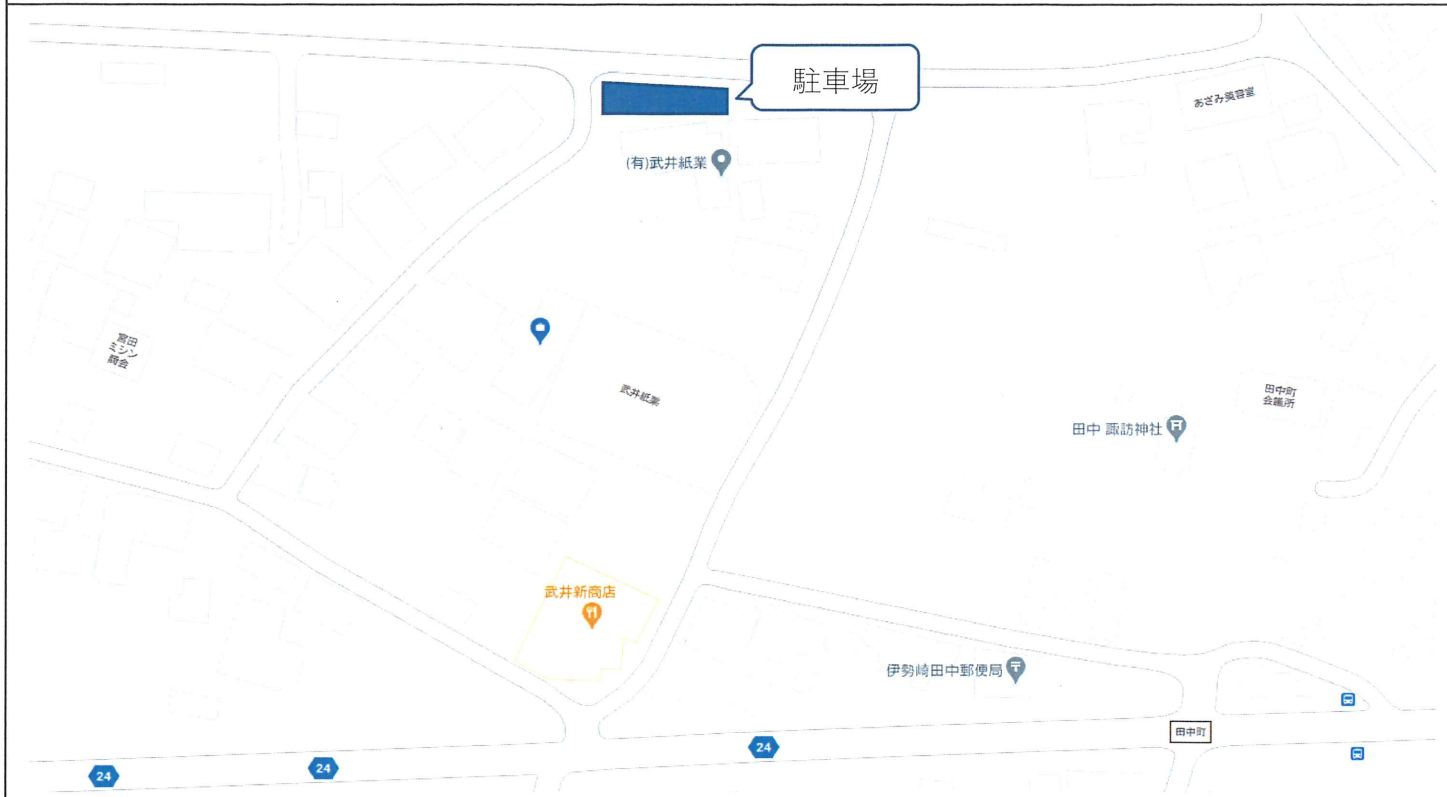 駐車場
あざみ美容室
(有)武井紙業
宮田
ミシン
商会
武井紙業
田中町
会議所
田中 諏訪神社
武井新商店
伊勢崎田中郵便局
田中町
24
24
24